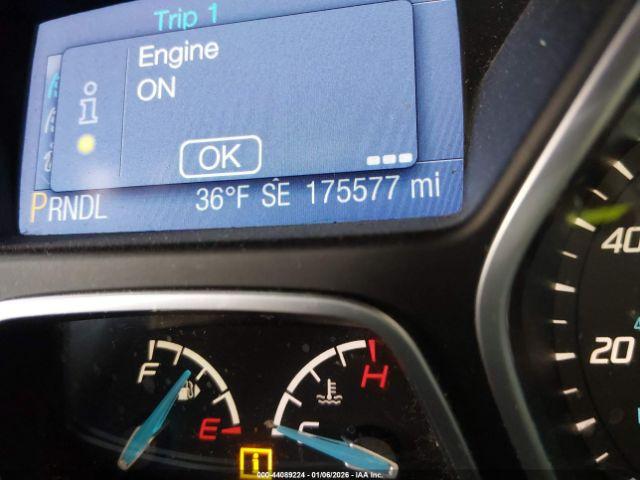 Trip 1
Engine
ON
OK
PRNDL 36°F SE 175577 mi
40
20
F
E
H
C
000-44089224 - 01/06/2026 - IAA Inc.